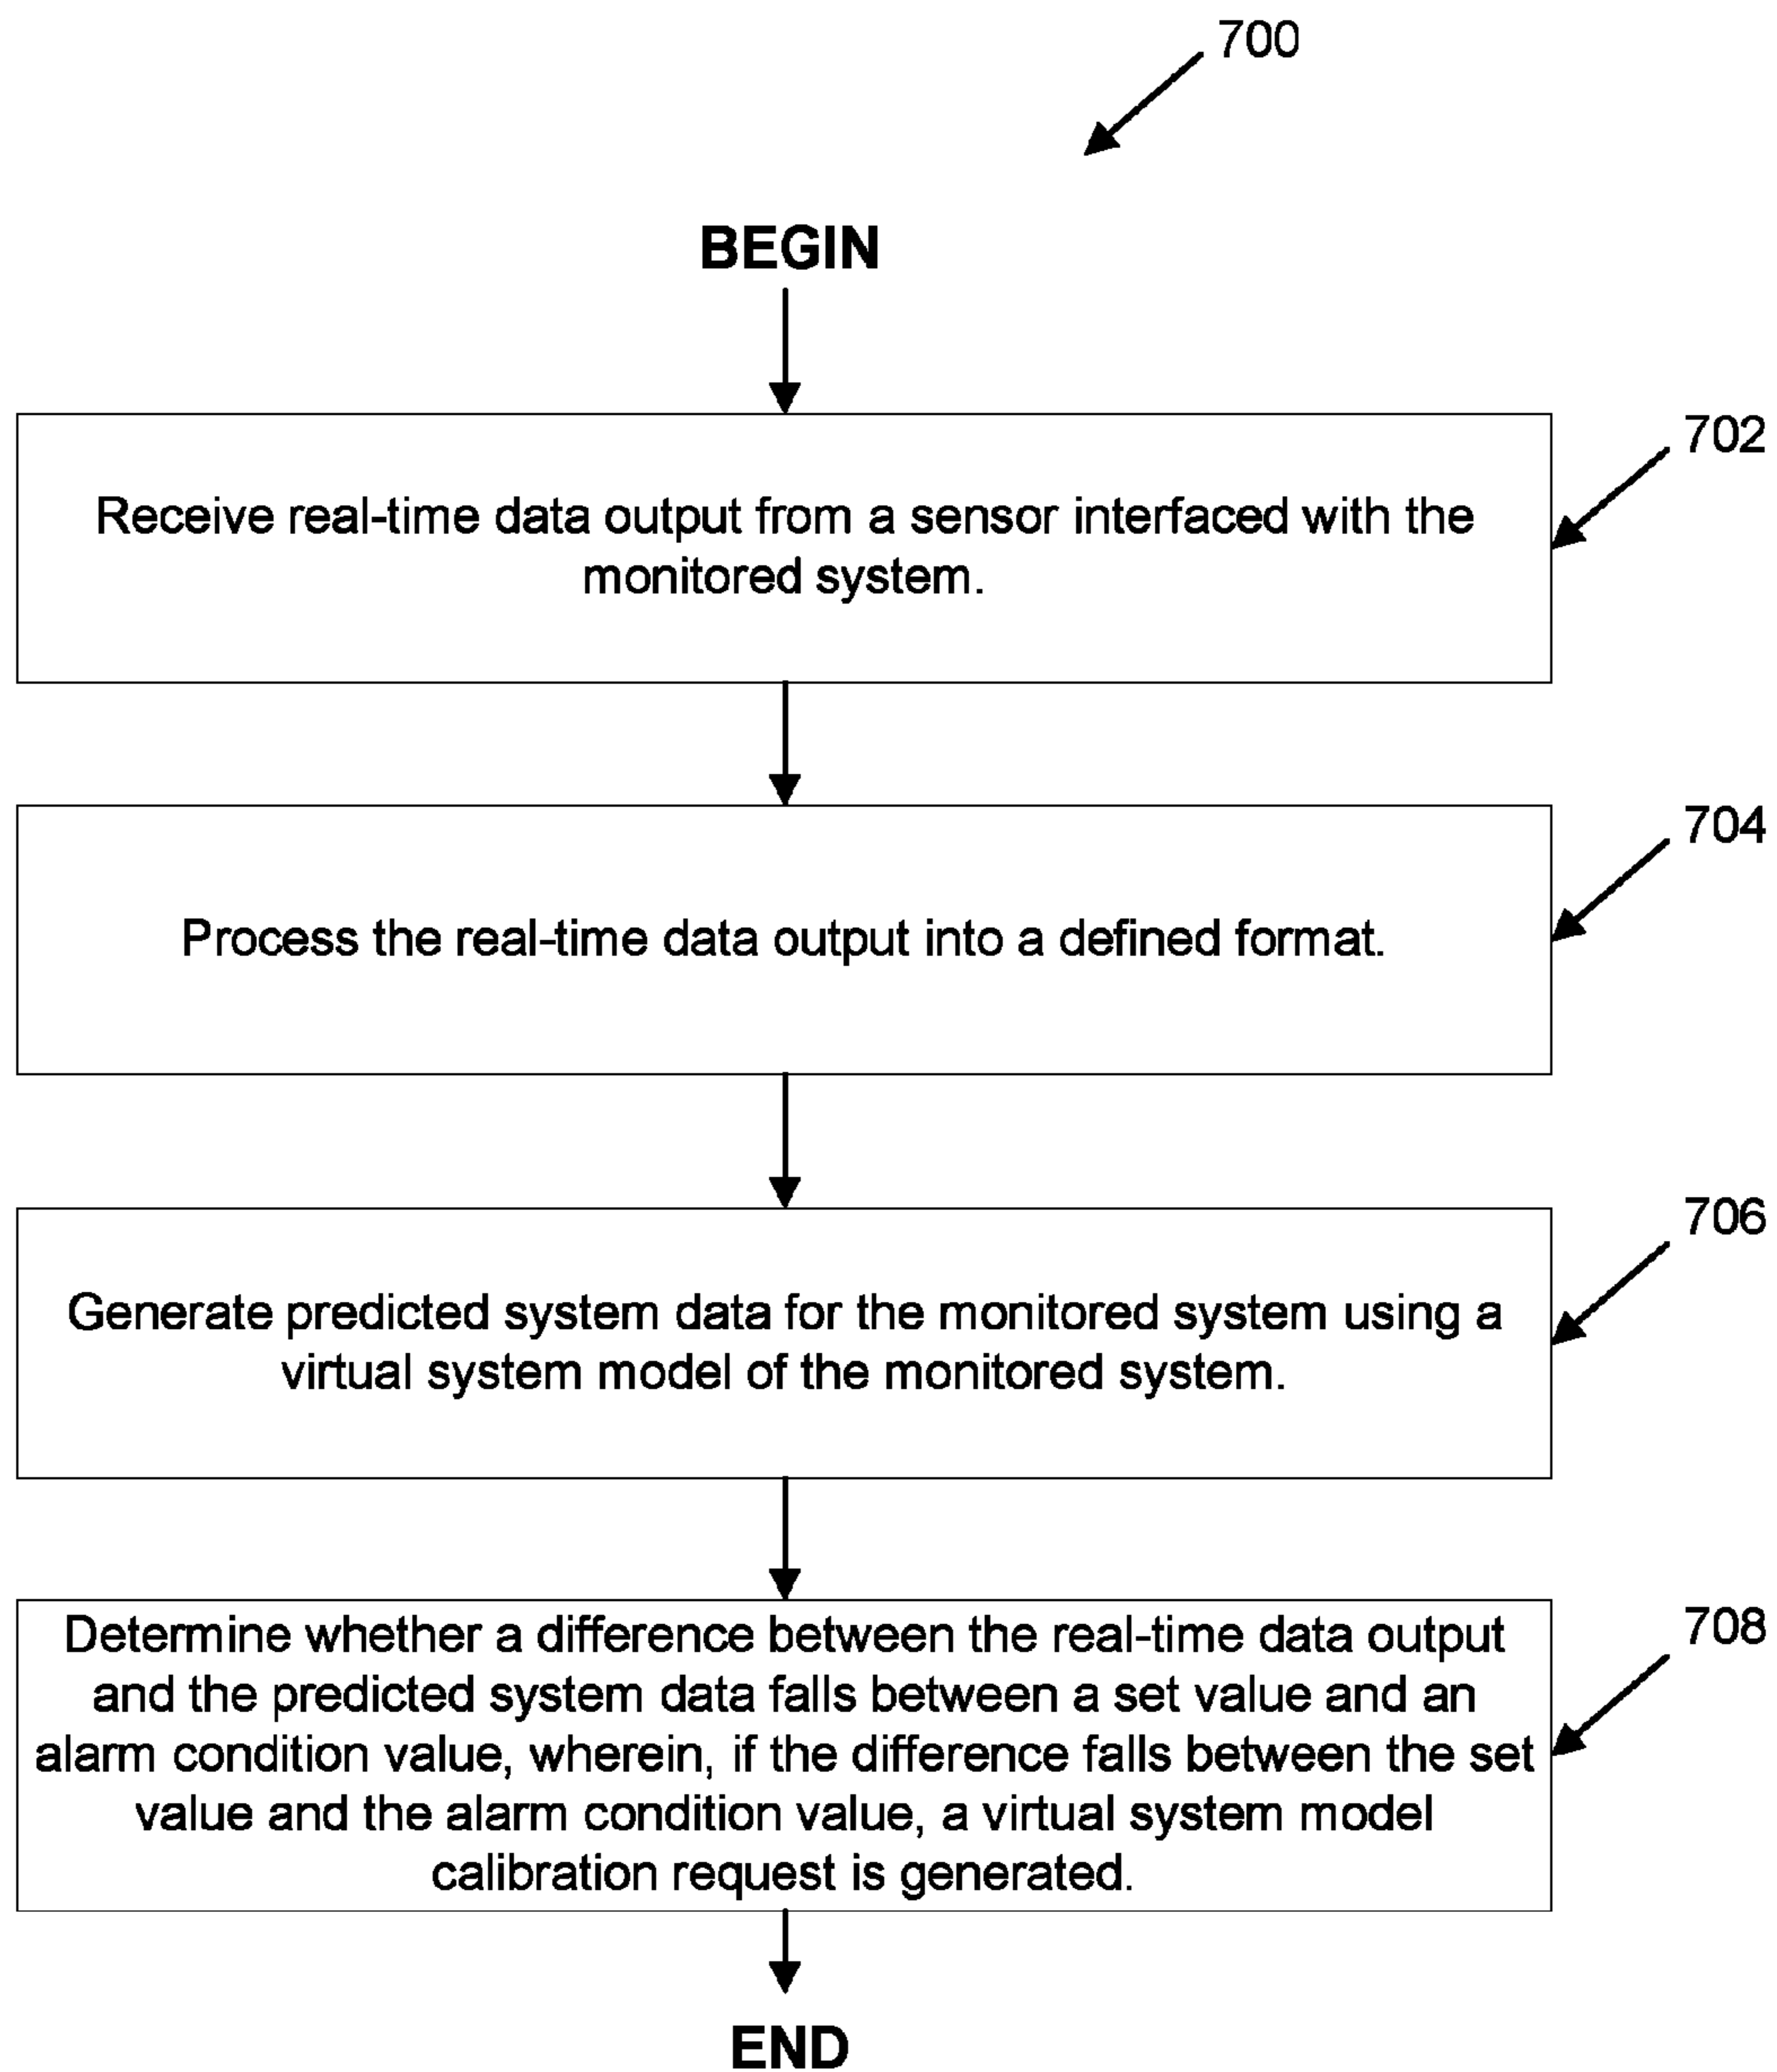 700
BEGIN
702
Receive real-time data output from a sensor interfaced with the
monitored system.
704
Process the real-time data output into a defined format.
706
Generate predicted system data for the monitored system using a
virtual system model of the monitored system.
708
Determine whether a difference between the real-time data output
and the predicted system data falls between a set value and an
alarm condition value, wherein, if the difference falls between the set
value and the alarm condition value, a virtual system model
calibration request is generated.
END